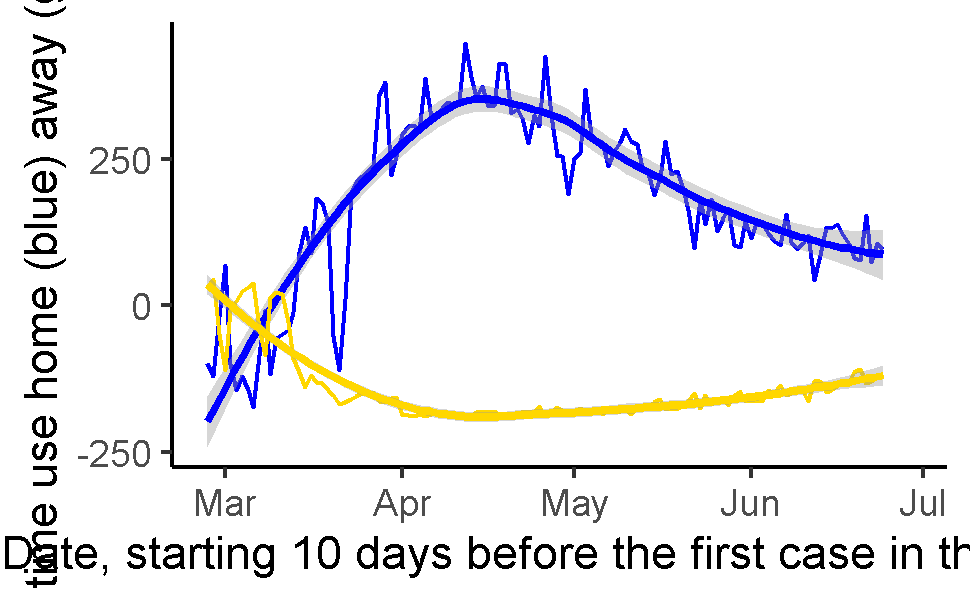 time use home (blue) away (
250
0
-250
Mar Apr May Jun Jul
Date, starting 10 days before the first case in